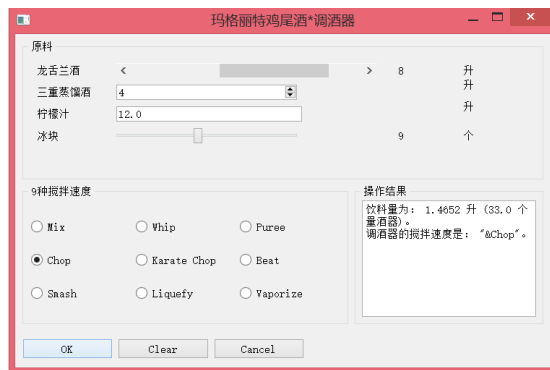 玛格丽特鸡尾酒*调酒器
原料
龙舌兰酒 8 升
三重蒸馏酒 4 升
柠檬汁 12.0 升
冰块 9 个
9种搅拌速度
Mix Whip Puree
Chop Karate Chop Beat
Smash Liquefy Vaporize
操作结果
饮料量为： 1.4652 升 (33.0 个
量酒器)。
调酒器的搅拌速度是： "&Chop"。
OK Clear Cancel